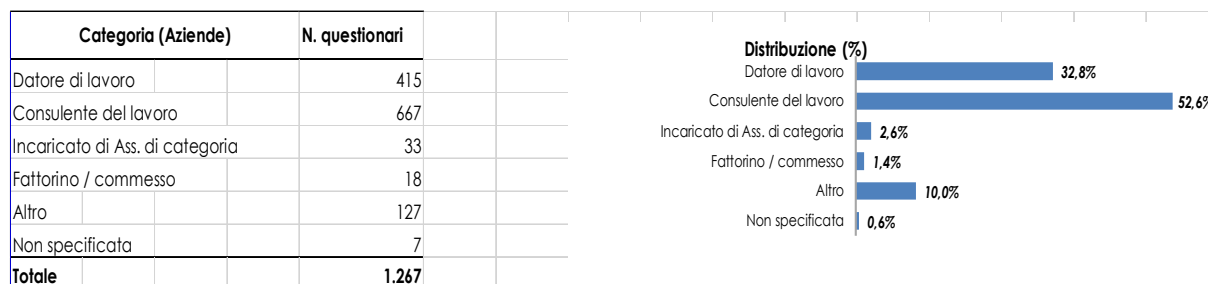 Categoria (Aziende) N. questionari
Datore di lavoro 415
Consulente del lavoro 667
Incaricato di Ass. di categoria 33
Fattorino / commesso 18
Altro 127
Non specificata 7
Totale 1.267
Distribuzione (%)
Datore di lavoro 32,8%
Consulente del lavoro 52,6%
Incaricato di Ass. di categoria 2,6%
Fattorino / commesso 1,4%
Altro 10,0%
Non specificata 0,6%